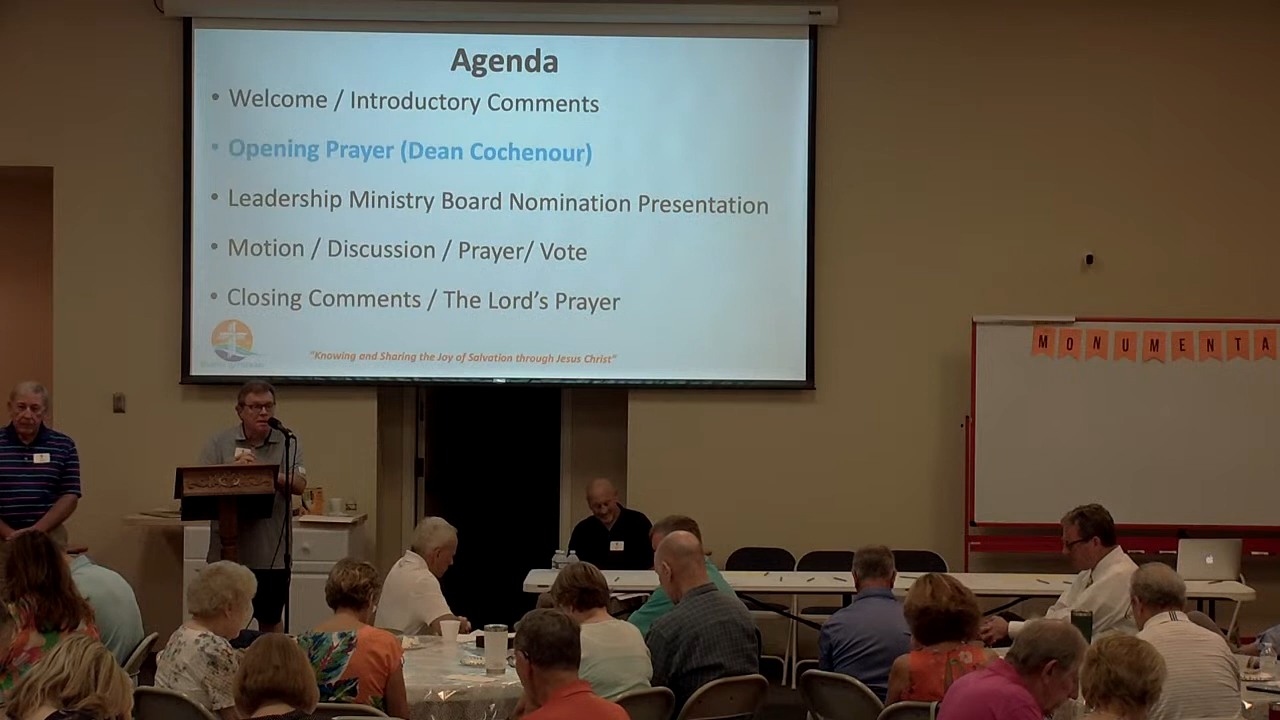 Agenda
• Welcome / Introductory Comments
• Opening Prayer (Dean Cochenour)
• Leadership Ministry Board Nomination Presentation
• Motion / Discussion / Prayer/ Vote
• Closing Comments / The Lord's Prayer
"Knowing and Sharing the Joy of Salvation through Jesus Christ"
MONUMENTA